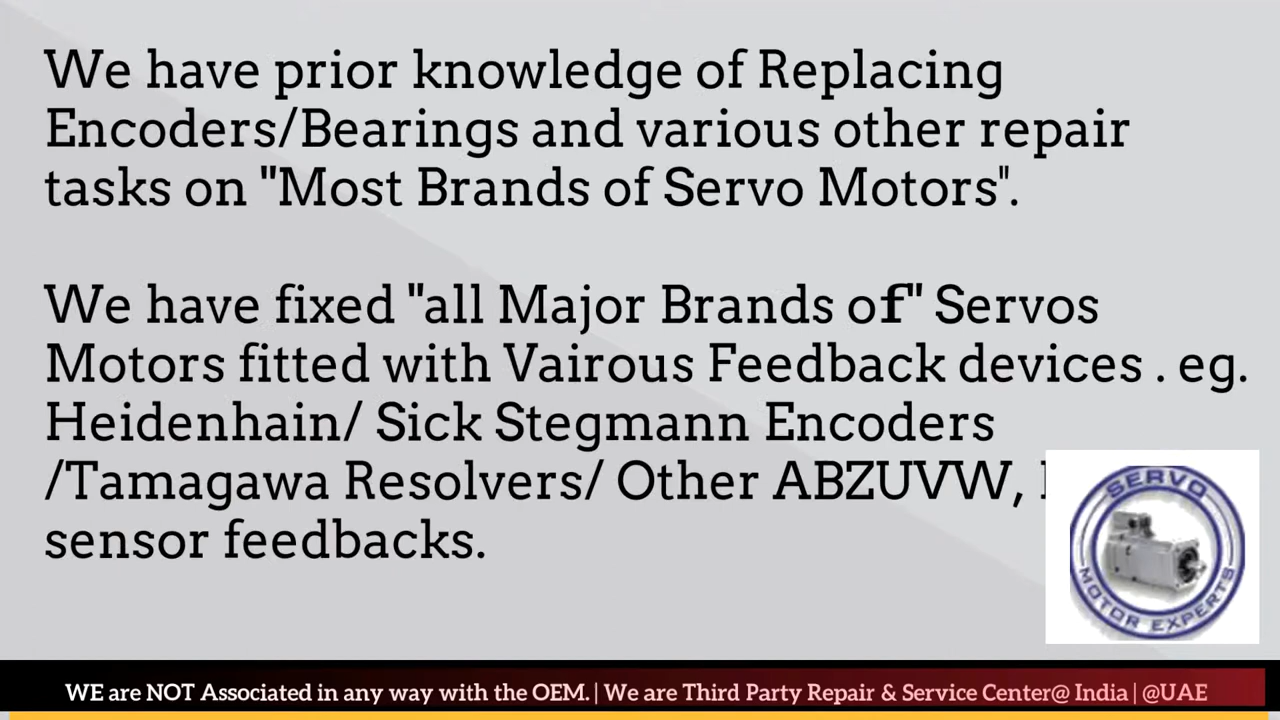 We have prior knowledge of Replacing
Encoders/Bearings and various other repair
tasks on "Most Brands of Servo Motors".
We have fixed "all Major Brands of" Servos
Motors fitted with Vairous Feedback devices . eg.
Heidenhain/ Sick Stegmann Encoders
/Tamagawa Resolvers/ Other ABZUVW,
sensor feedbacks.
SERVO
MOTOR EXPERTS
WE are NOT Associated in any way with the OEM. | We are Third Party Repair & Service Center@ India | @UAE